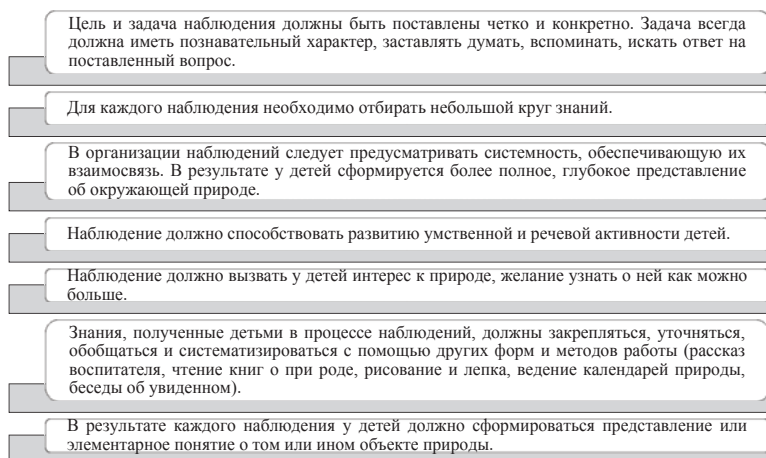 Цель и задача наблюдения должны быть поставлены четко и конкретно. Задача всегда
должна иметь познавательный характер, заставлять думать, вспоминать, искать ответ на
поставленный вопрос.
Для каждого наблюдения необходимо отбирать небольшой круг знаний.
В организации наблюдений следует предусматривать системность, обеспечивающую их
взаимосвязь. В результате у детей сформируется более полное, глубокое представление
об окружающей природе.
Наблюдение должно способствовать развитию умственной и речевой активности детей.
Наблюдение должно вызвать у детей интерес к природе, желание узнать о ней как можно
больше.
Знания, полученные детьми в процессе наблюдений, должны закрепляться, уточняться,
обобщаться и систематизироваться с помощью других форм и методов работы (рассказ
воспитателя, чтение книг о при роде, рисование и лепка, ведение календарей природы,
беседы об увиденном).
В результате каждого наблюдения у детей должно сформироваться представление или
элементарное понятие о том или ином объекте природы.